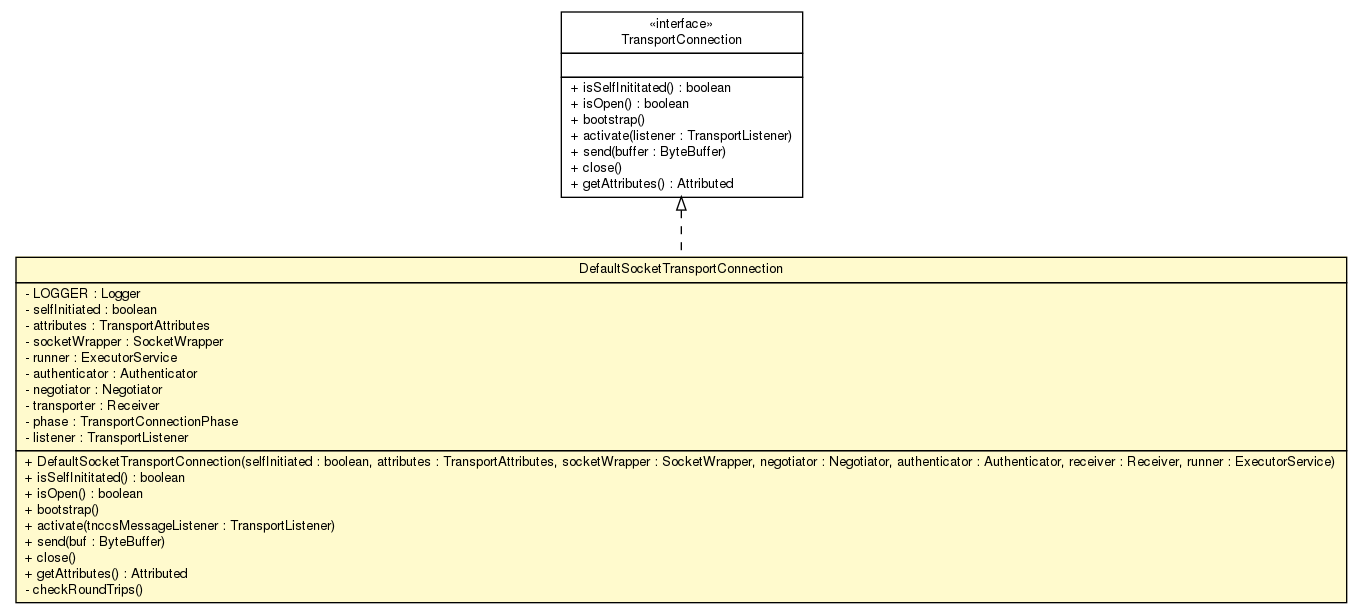 «interface»
TransportConnection
+ isSelfInititated() : boolean
+ isOpen() : boolean
+ bootstrap()
+ activate(listener : TransportListener)
+ send(buffer : ByteBuffer)
+ close()
+ getAttributes() : Attributed
DefaultSocketTransportConnection
- LOGGER : Logger
- selfInitiated : boolean
- attributes : TransportAttributes
- socketWrapper : SocketWrapper
- runner : ExecutorService
- authenticator : Authenticator
- negotiator : Negotiator
- transporter : Receiver
- phase : TransportConnectionPhase
- listener : TransportListener
+ DefaultSocketTransportConnection(selfInitiated : boolean, attributes : TransportAttributes, socketWrapper : SocketWrapper, negotiator : Negotiator, authenticator : Authenticator, receiver : Receiver, runner : ExecutorService)
+ isSelfInititated() : boolean
+ isOpen() : boolean
+ bootstrap()
+ activate(tnccsMessageListener : TransportListener)
+ send(buf : ByteBuffer)
+ close()
+ getAttributes() : Attributed
- checkRoundTrips()